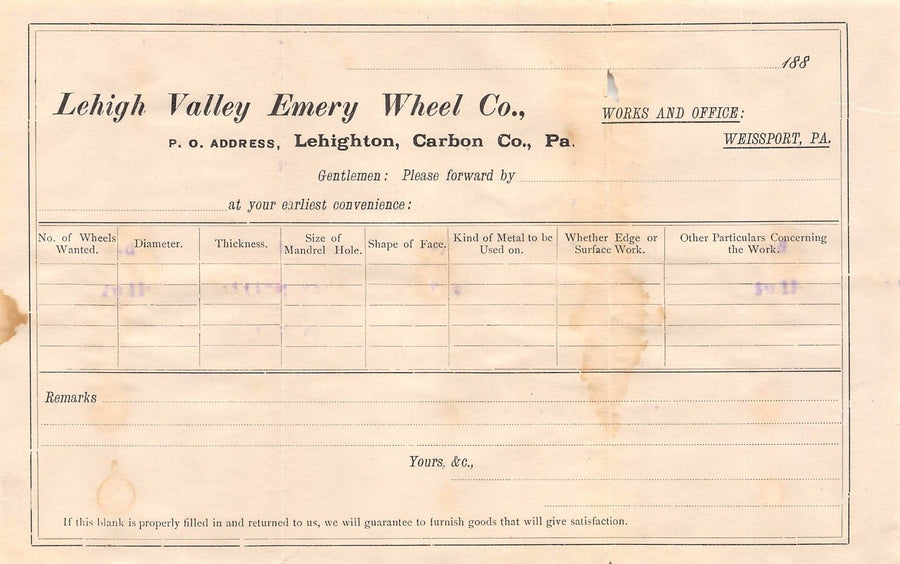 188
Lehigh Valley Emery Wheel Co.,
WORKS AND OFFICE:
P. O. ADDRESS, Lehighton, Carbon Co., Pa.
WEISSPORT, PA.
Gentlemen: Please forward by
at your earliest convenience:
No. of Wheels Wanted. Diameter. Thickness. Size of Mandrel Hole. Shape of Face. Kind of Metal to be Used on. Whether Edge or Surface Work. Other Particulars Concerning the Work.
Remarks
Yours, &c.,
If this blank is properly filled in and returned to us, we will guarantee to furnish goods that will give satisfaction.